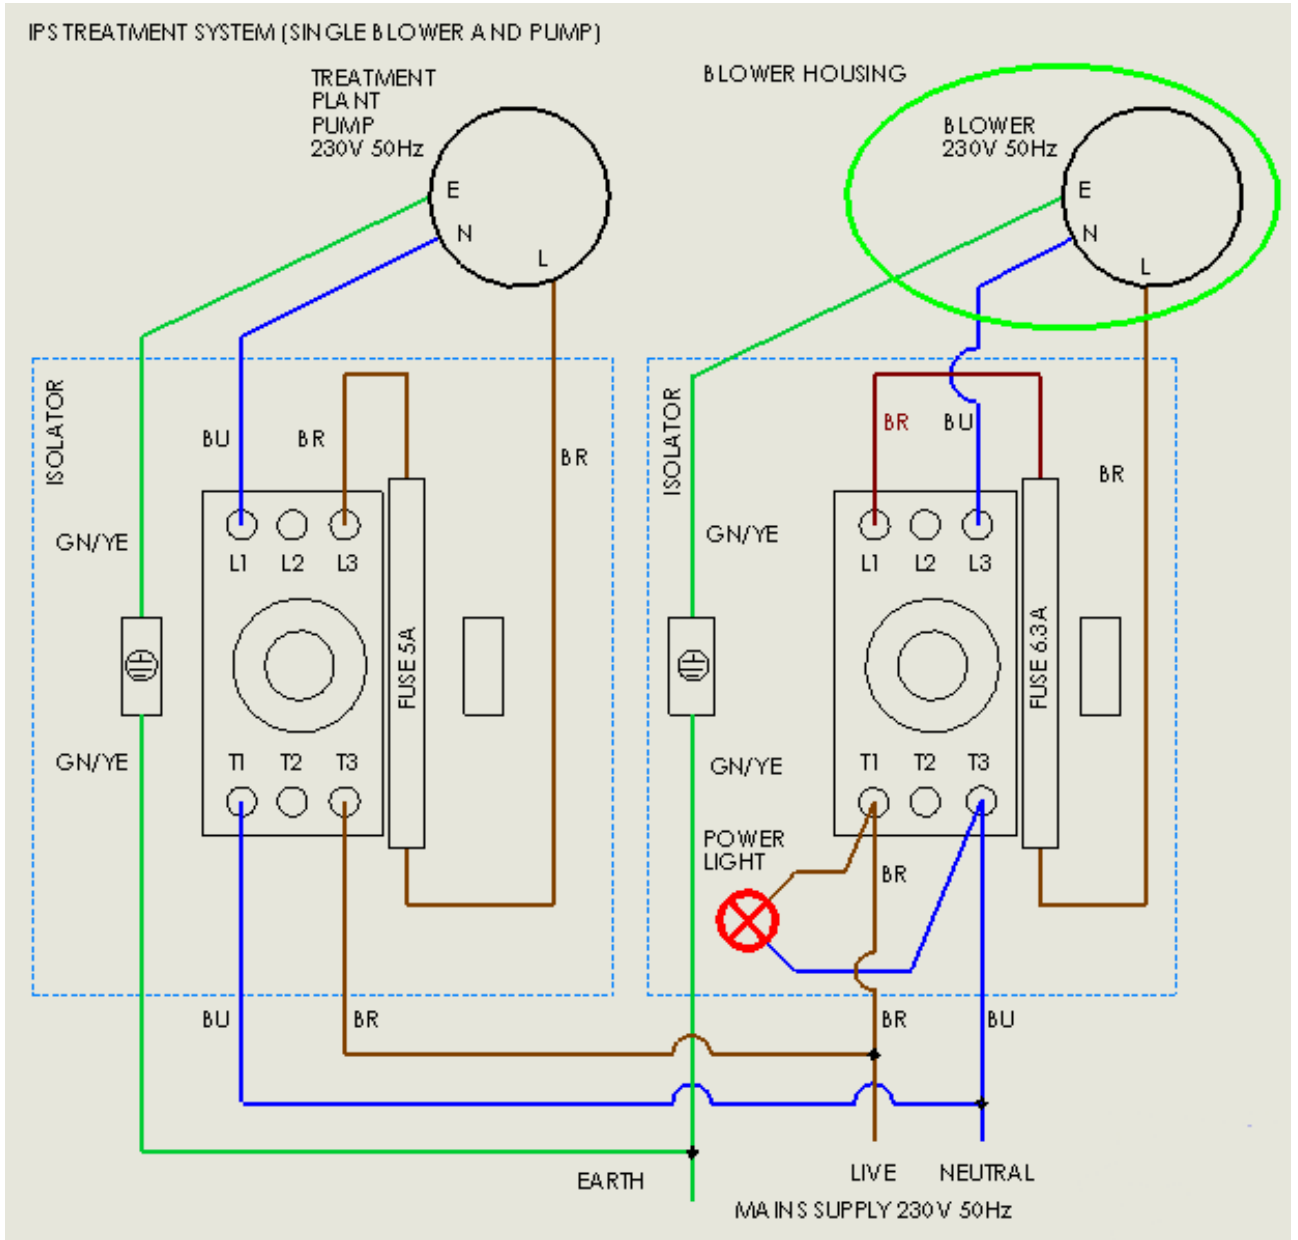 IPS TREATMENT SYSTEM (SINGLE BLOWER AND PUMP)
TREATMENT
PLANT
PUMP
230V 50Hz
BLOWER HOUSING
BLOWER
230V 50Hz
E
N
L
E
N
L
ISOLATOR
BU
BR
BR
ISOLATOR
BR
BU
BR
GN/YE
L1
L2
L3
GN/YE
L1
L2
L3
FUSE 5A
FUSE 6.3A
GN/YE
T1
T2
T3
GN/YE
T1
T2
T3
POWER
LIGHT
BR
BU
BR
BR
BU
EARTH
LIVE
NEUTRAL
MAINS SUPPLY 230V 50Hz